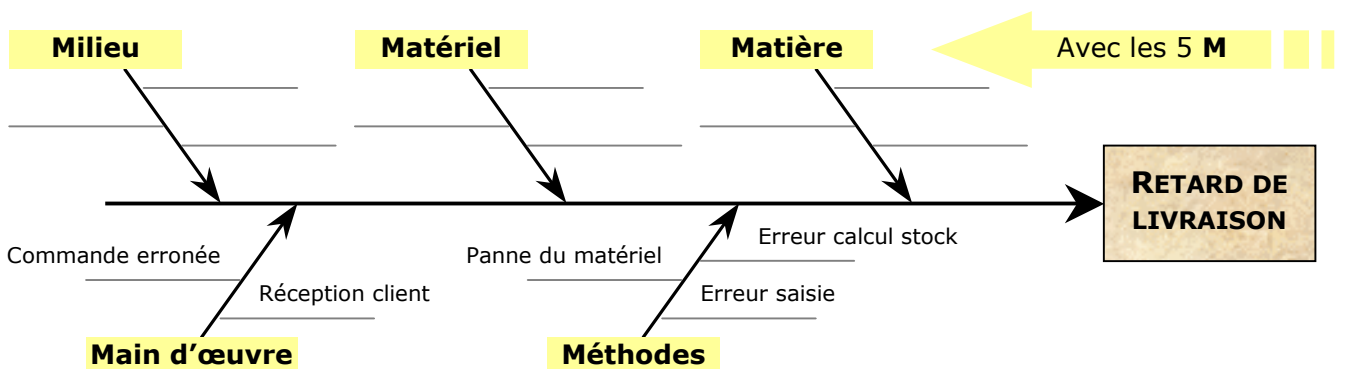 Milieu
Matériel
Matière
Avec les 5 M
RETARD DE
LIVRAISON
Commande erronée
Réception client
Panne du matériel
Erreur calcul stock
Erreur saisie
Main d’œuvre
Méthodes